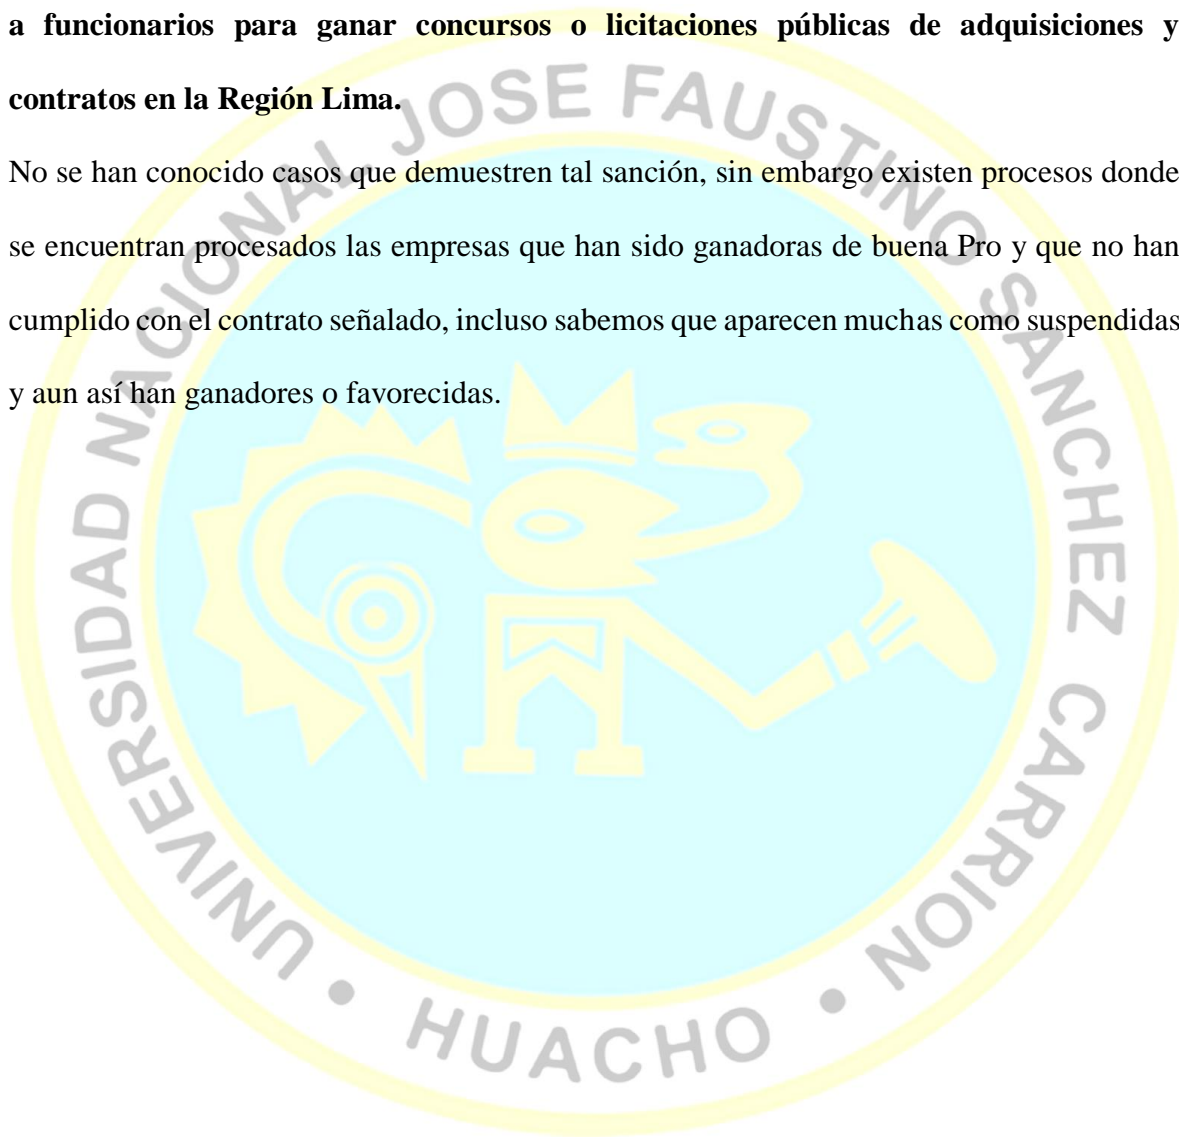 a funcionarios para ganar concursos o licitaciones públicas de adquisiciones y
contratos en la Región Lima.
No se han conocido casos que demuestren tal sanción, sin embargo existen procesos donde
se encuentran procesados las empresas que han sido ganadoras de buena Pro y que no han
cumplido con el contrato señalado, incluso sabemos que aparecen muchas como suspendidas
y aun así han ganadores o favorecidas.
UNIVERSIDAD NACIONAL JOSE FAUSTINO SANCHEZ CARRION • HUACHO •